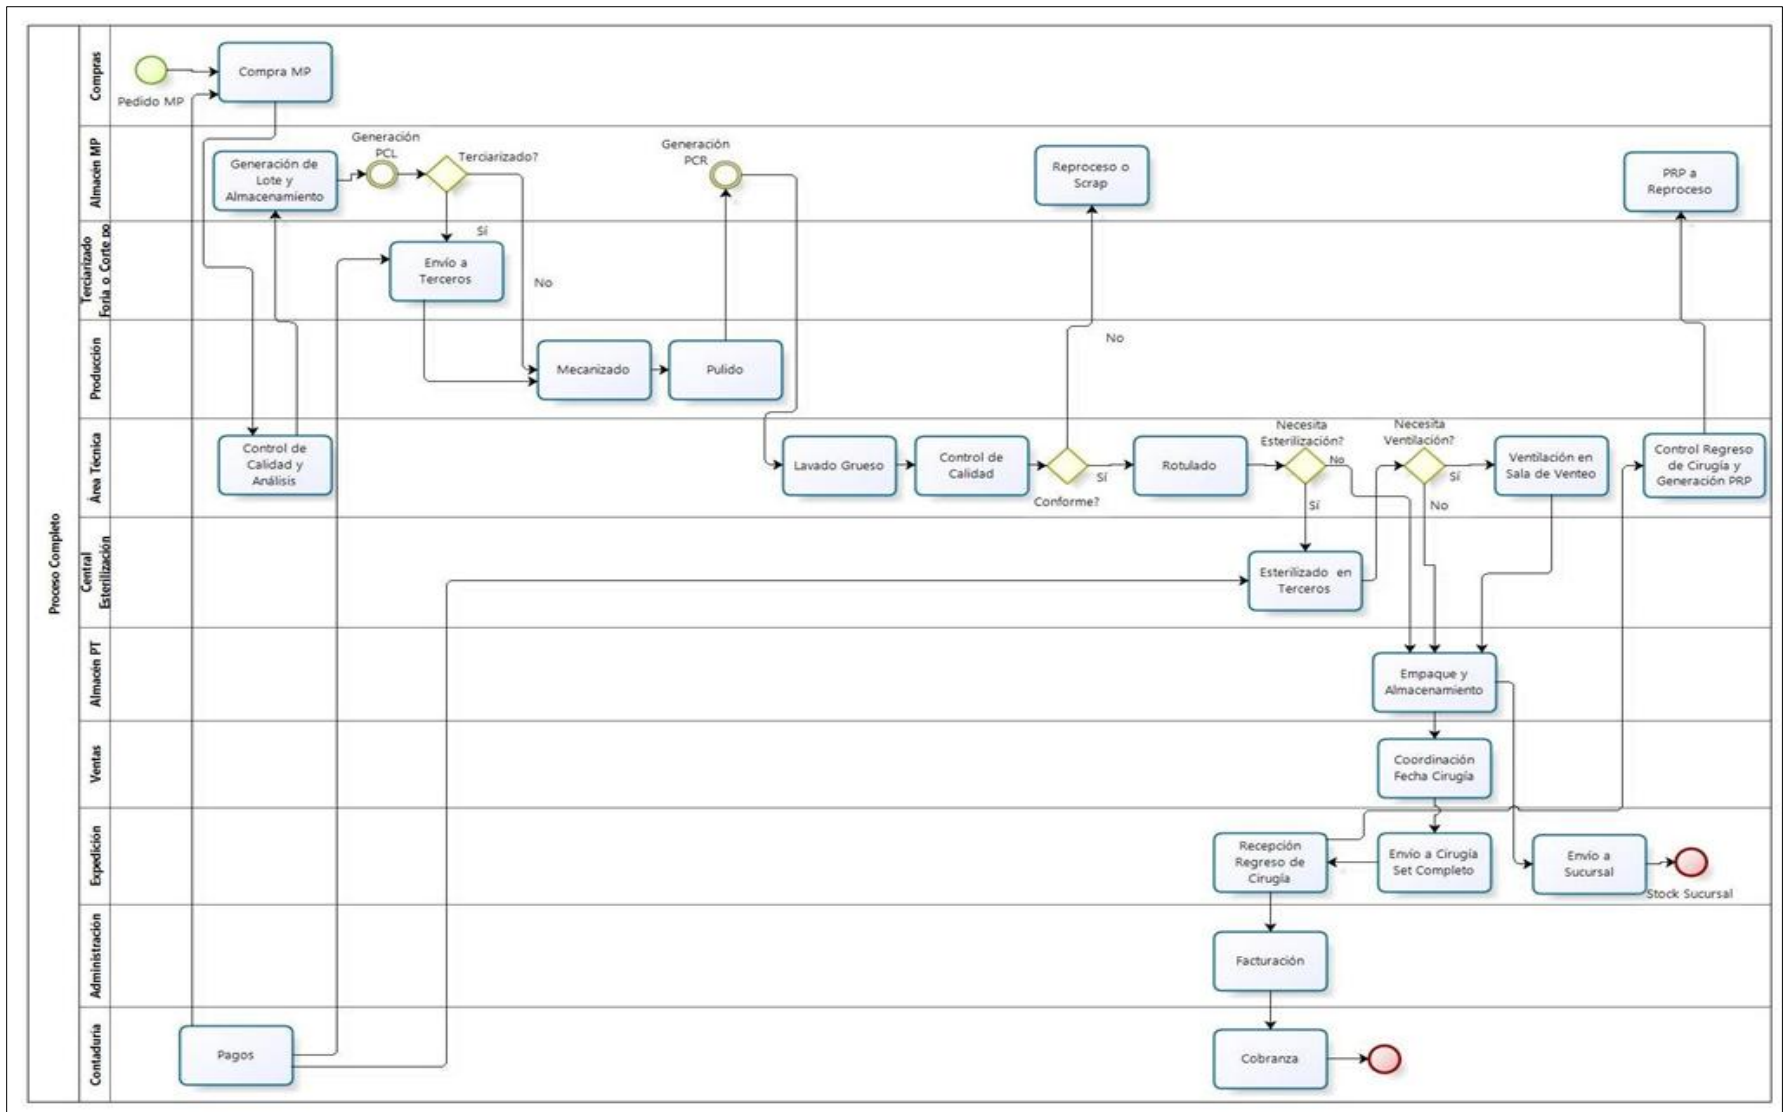 Proceso Completo
Compras
Pedido MP
Compra MP
Almacén MP
Generación de
Lote y
Almacenamiento
Generación
PCL
Terciarizado?
Sí
No
Generación
PCR
Reproceso o
Scrap
PRP a
Reproceso
Terciarizado
Foria o Corte po
Envío a
Terceros
Producción
Mecanizado
Pulido
No
Área Técnica
Control de
Calidad y
Análisis
Lavado Grueso
Control de
Calidad
Conforme?
Sí
Rotulado
Necesita
Esterilización?
No
Sí
Necesita
Ventilación?
Sí
No
Ventilación en
Sala de Venteo
Control Regreso
de Cirugía y
Generación PRP
Central
Esterilización
Esterilizado en
Terceros
Almacén PT
Empaque y
Almacenamiento
Ventas
Coordinación
Fecha Cirugía
Expedición
Recepción
Regreso de
Cirugía
Envío a Cirugía
Set Completo
Envío a
Sucursal
Stock Sucursal
Administración
Facturación
Contaduría
Pagos
Cobranza